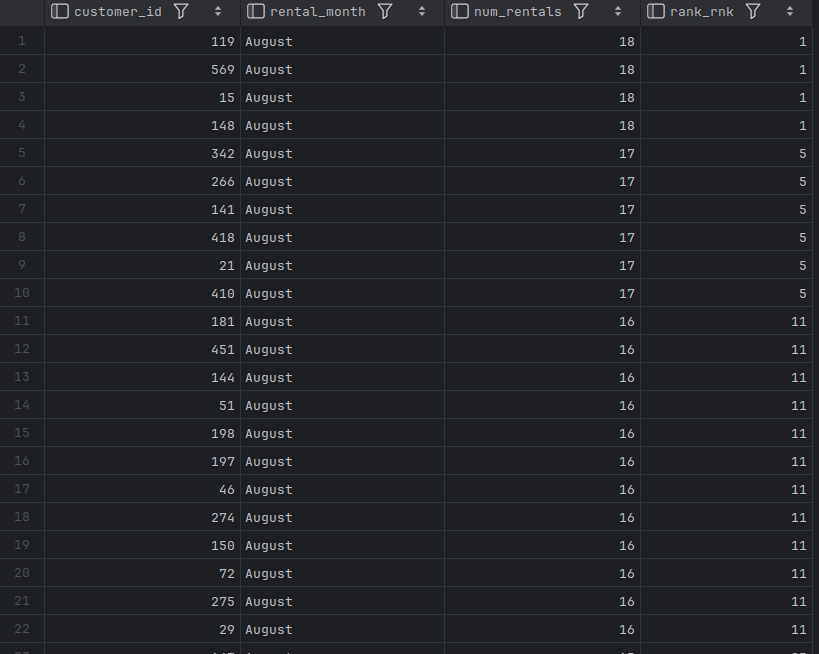 customer_id rental_month num_rentals rank_rnk
1 119 August 18 1
2 569 August 18 1
3 15 August 18 1
4 148 August 18 1
5 342 August 17 5
6 266 August 17 5
7 141 August 17 5
8 418 August 17 5
9 21 August 17 5
10 410 August 17 5
11 181 August 16 11
12 451 August 16 11
13 144 August 16 11
14 51 August 16 11
15 198 August 16 11
16 197 August 16 11
17 46 August 16 11
18 274 August 16 11
19 150 August 16 11
20 72 August 16 11
21 275 August 16 11
22 29 August 16 11